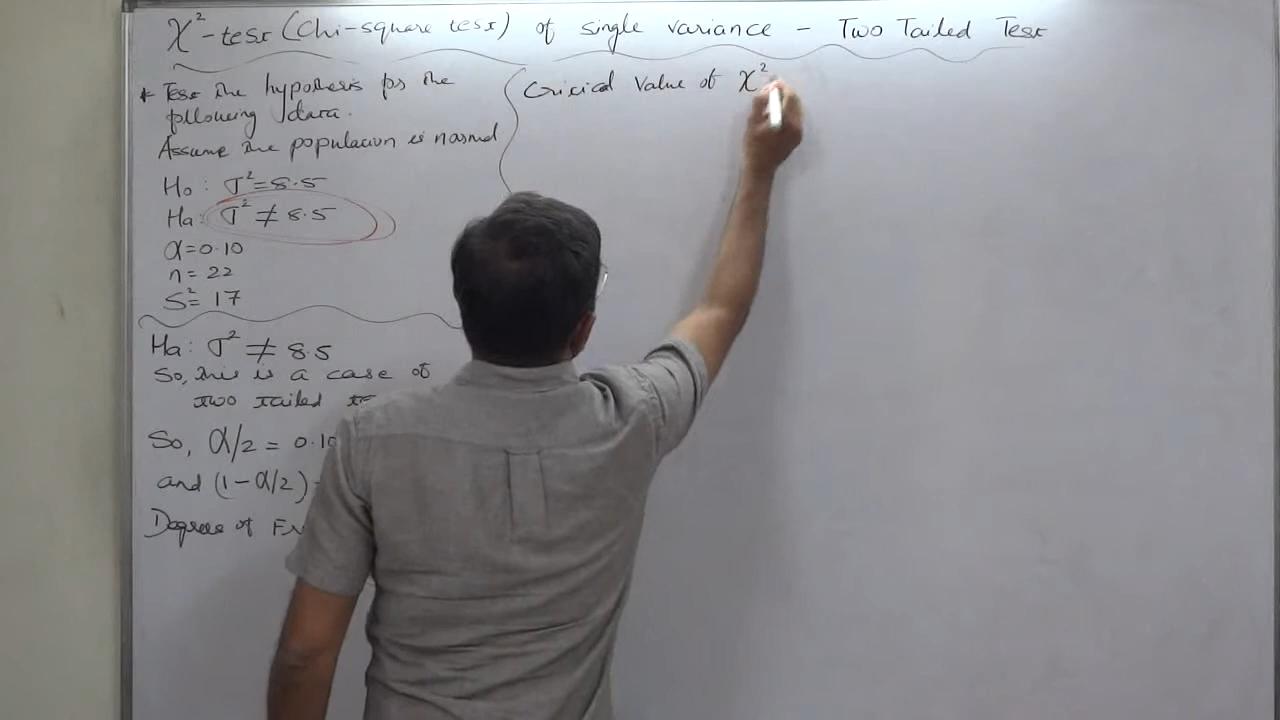 χ²-test (Chi-square test) of single variance – Two Tailed Test
* Test the hypothesis for the
following data.
Assume the population is normal
H₀: σ²=8.5
Ha: σ² ≠ 8.5
α=0.10
n = 22
S²= 17
Ha: σ² ≠ 8.5
So, this is a case of
two tailed
So, α/2 = 0.10
and (1-α/2)
Degrees of
Critical value of χ²